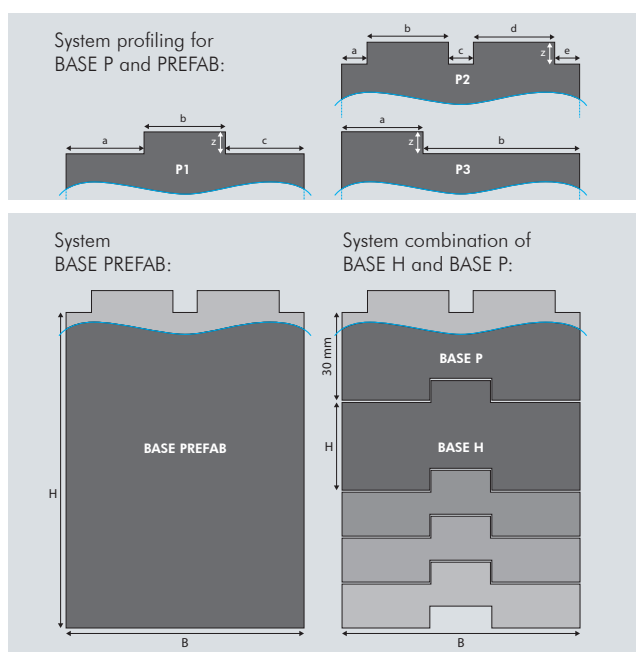 System profiling for
BASE P and PREFAB:
a
b
c
d
e
z
P2
a
b
c
z
P1
a
b
z
P3
System
BASE PREFAB:
System combination of
BASE H and BASE P:
H
BASE PREFAB
B
30 mm
BASE P
H
BASE H
B